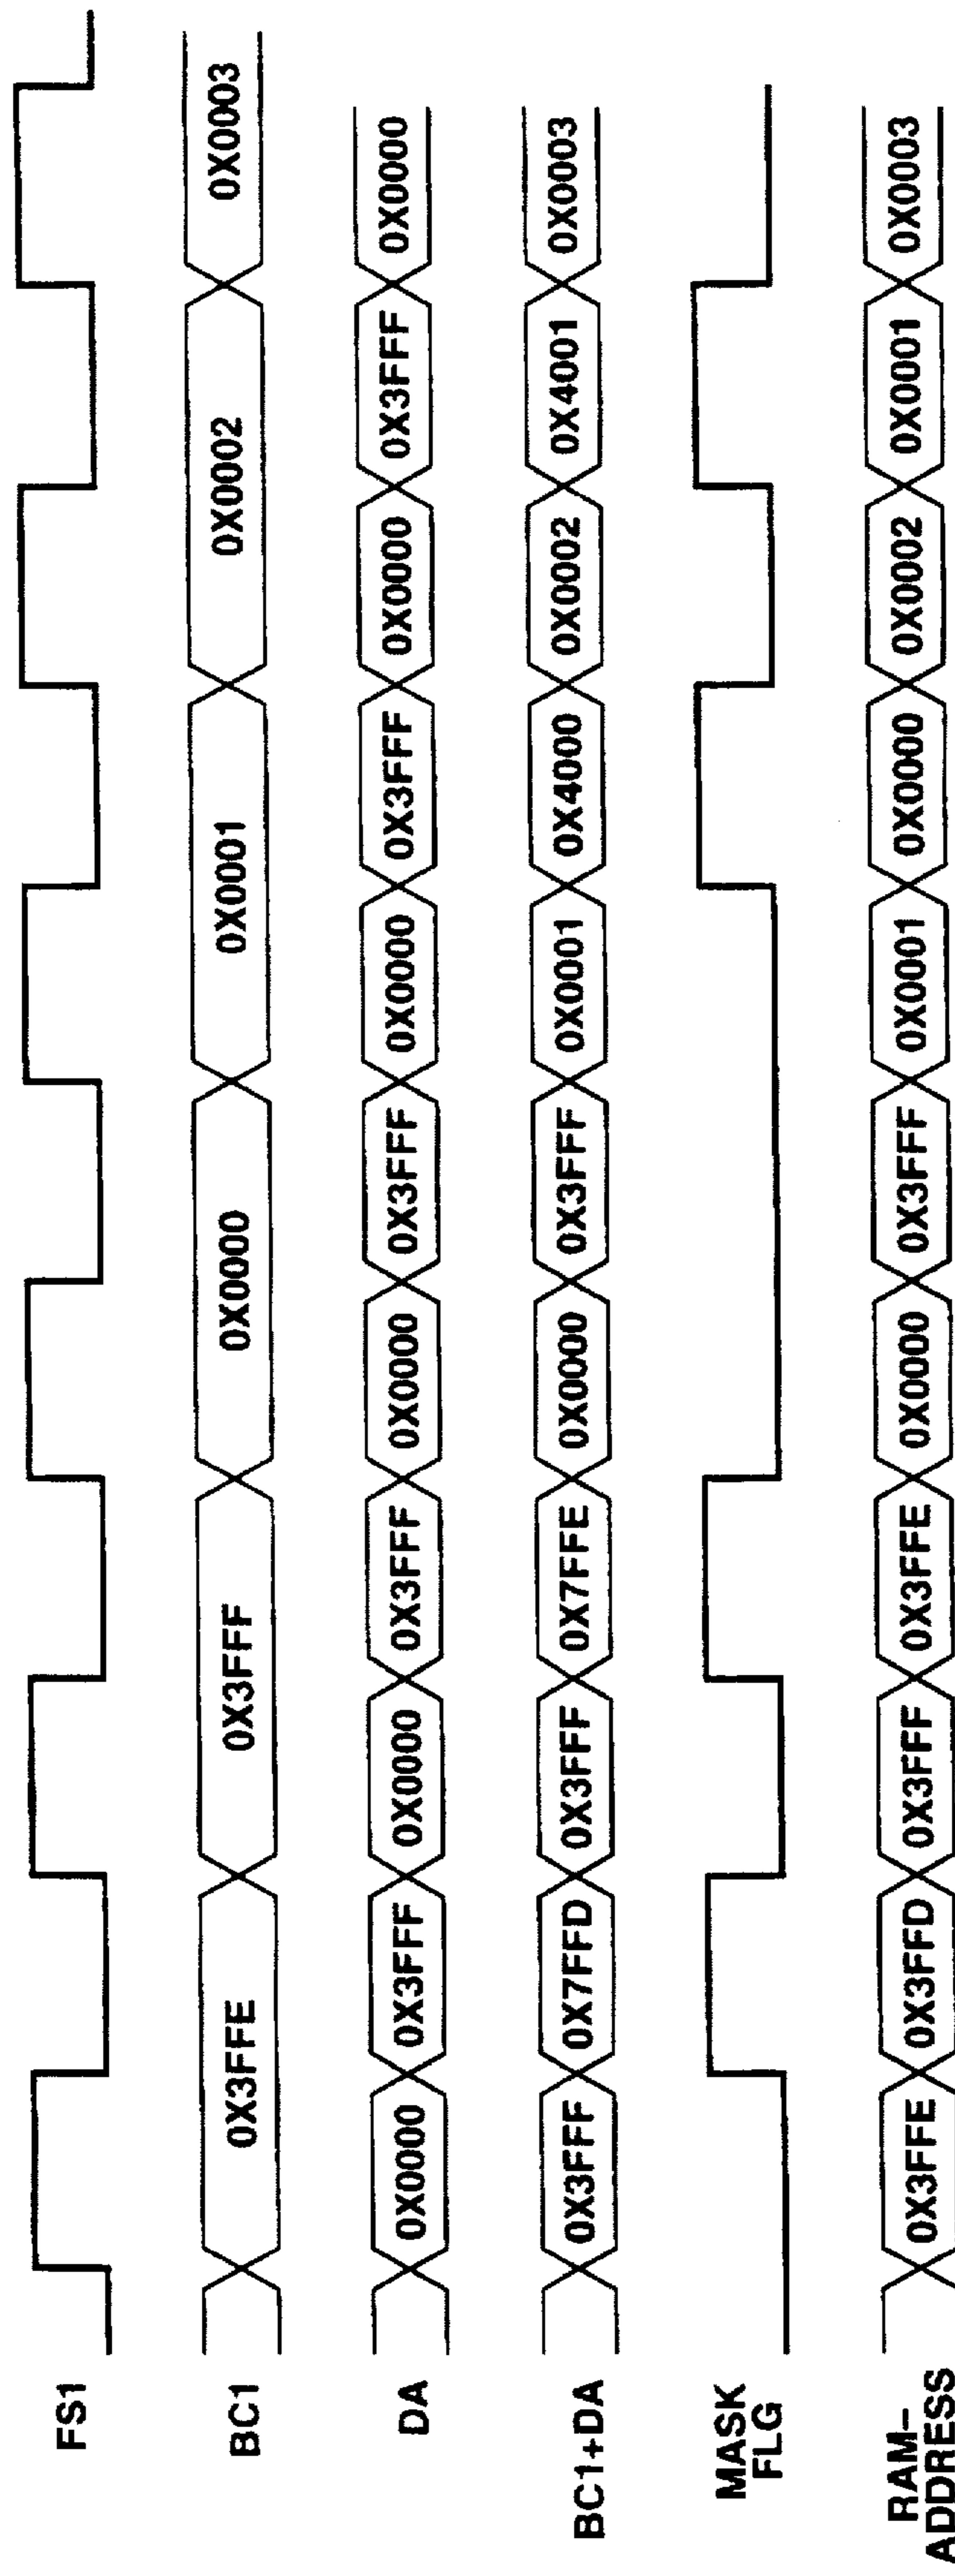 FS1
BC1
0X3FFE
0X3FFF
0X0000
0X0001
0X0002
0X0003
DA
0X0000
0X3FFF
0X0000
0X3FFF
0X0000
0X3FFF
0X0000
0X3FFF
0X0000
0X3FFF
0X0000
BC1+DA
0X3FFF
0X7FFD
0X3FFF
0X7FFE
0X0000
0X3FFF
0X0001
0X4000
0X0002
0X4001
0X0003
MASK
FLG
RAM–
ADDRESS
0X3FFE
0X3FFD
0X3FFF
0X3FFE
0X0000
0X3FFF
0X0001
0X0000
0X0002
0X0001
0X0003